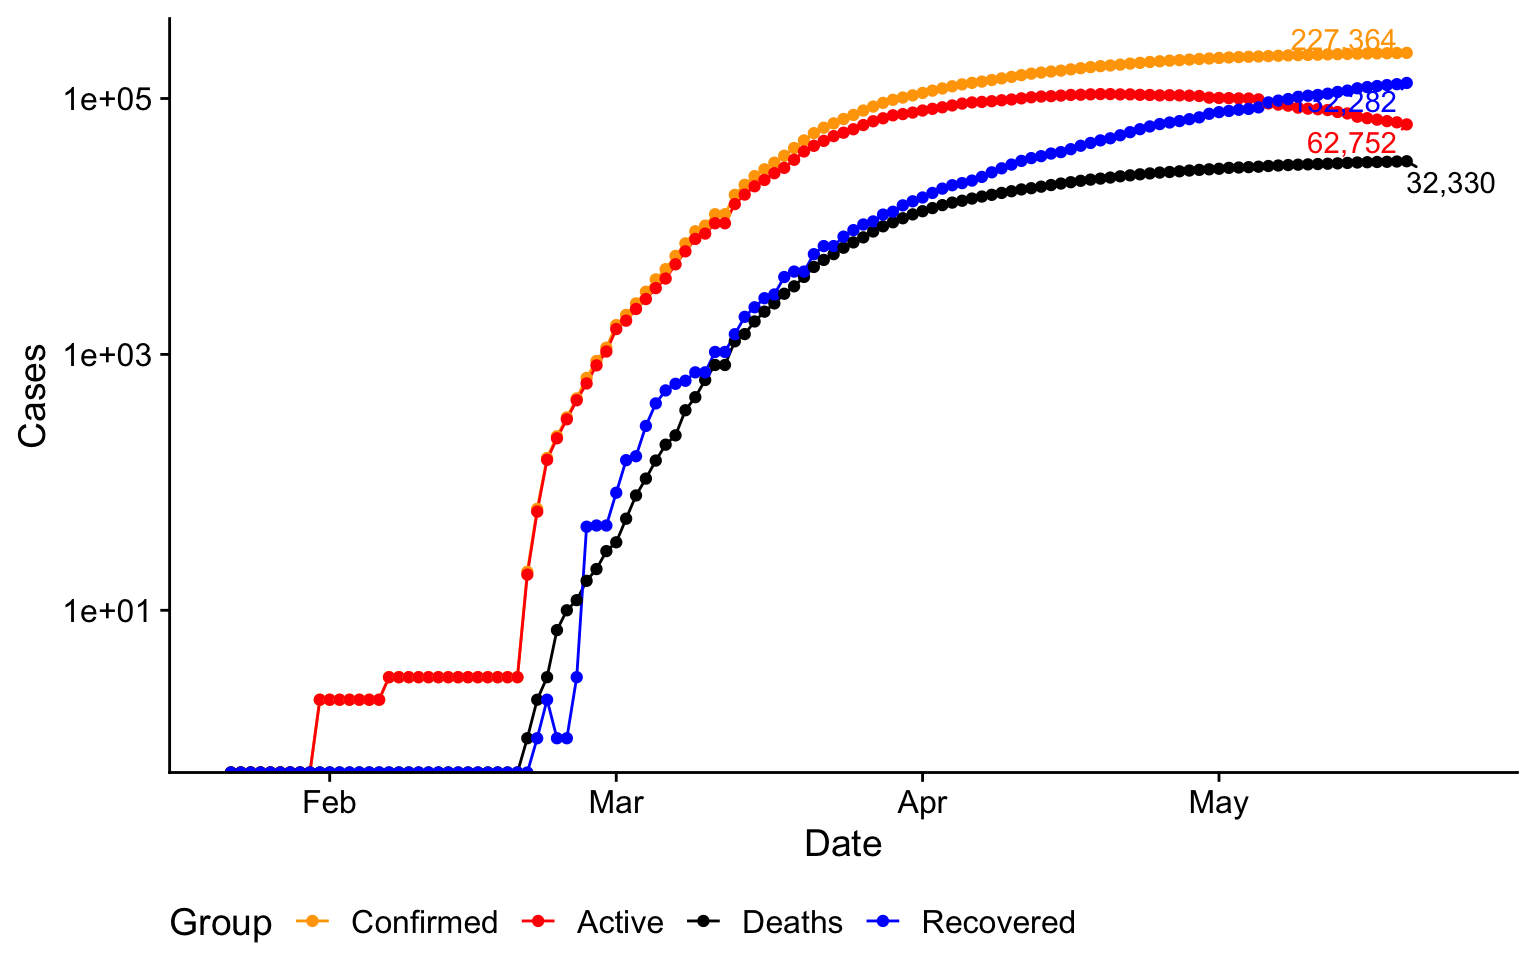 227,364
1e+05
132,282
62,752
32,330
1e+03
1e+01
Cases
Feb Mar Apr May
Date
Group Confirmed Active Deaths Recovered